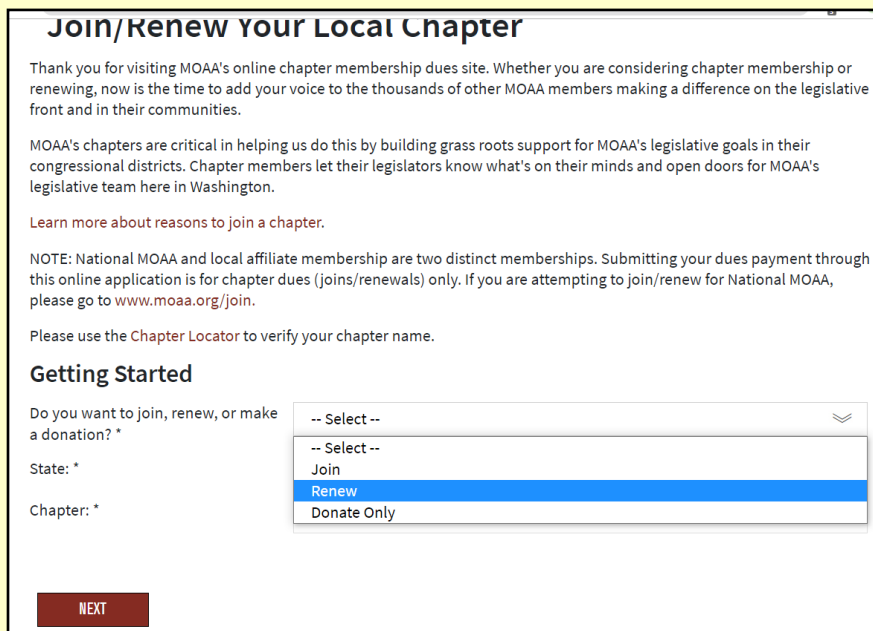 Join/Renew Your Local Chapter
Thank you for visiting MOAA's online chapter membership dues site. Whether you are considering chapter membership or
renewing, now is the time to add your voice to the thousands of other MOAA members making a difference on the legislative
front and in their communities.
MOAA's chapters are critical in helping us do this by building grass roots support for MOAA's legislative goals in their
congressional districts. Chapter members let their legislators know what's on their minds and open doors for MOAA's
legislative team here in Washington.
Learn more about reasons to join a chapter.
NOTE: National MOAA and local affiliate membership are two distinct memberships. Submitting your dues payment through
this online application is for chapter dues (joins/renewals) only. If you are attempting to join/renew for National MOAA,
please go to www.moaa.org/join.
Please use the Chapter Locator to verify your chapter name.
Getting Started
Do you want to join, renew, or make
a donation? *
-- Select --
-- Select --
Join
Renew
Donate Only
State: *
Chapter: *
NEXT